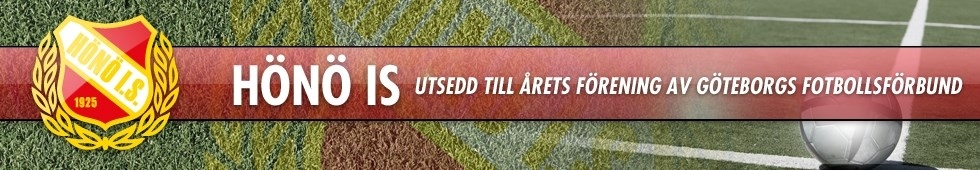 HÖNÖ I.S.
1925
HÖNÖ IS UTSEDD TILL ÅRETS FÖRENING AV GÖTEBORGS FOTBOLLSFÖRBUND